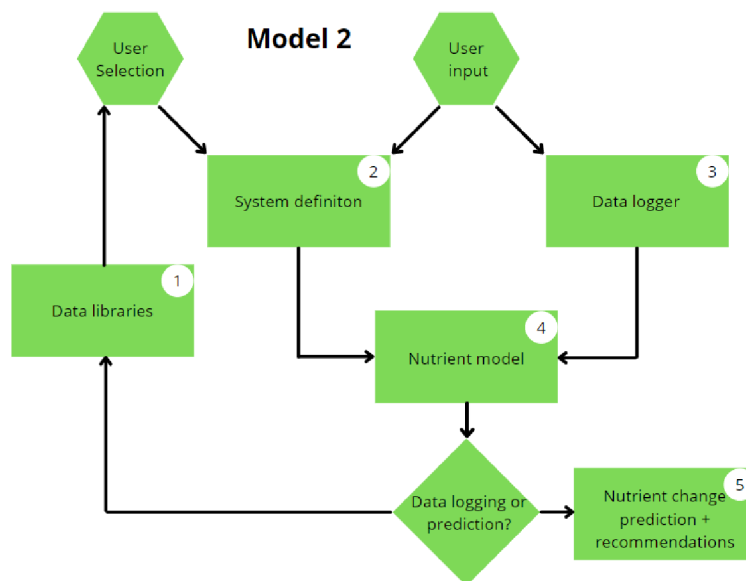 Model 2
User
Selection
User
input
2
System definiton
3
Data logger
1
Data libraries
4
Nutrient model
Data logging or
prediction?
5
Nutrient change
prediction +
recommendations